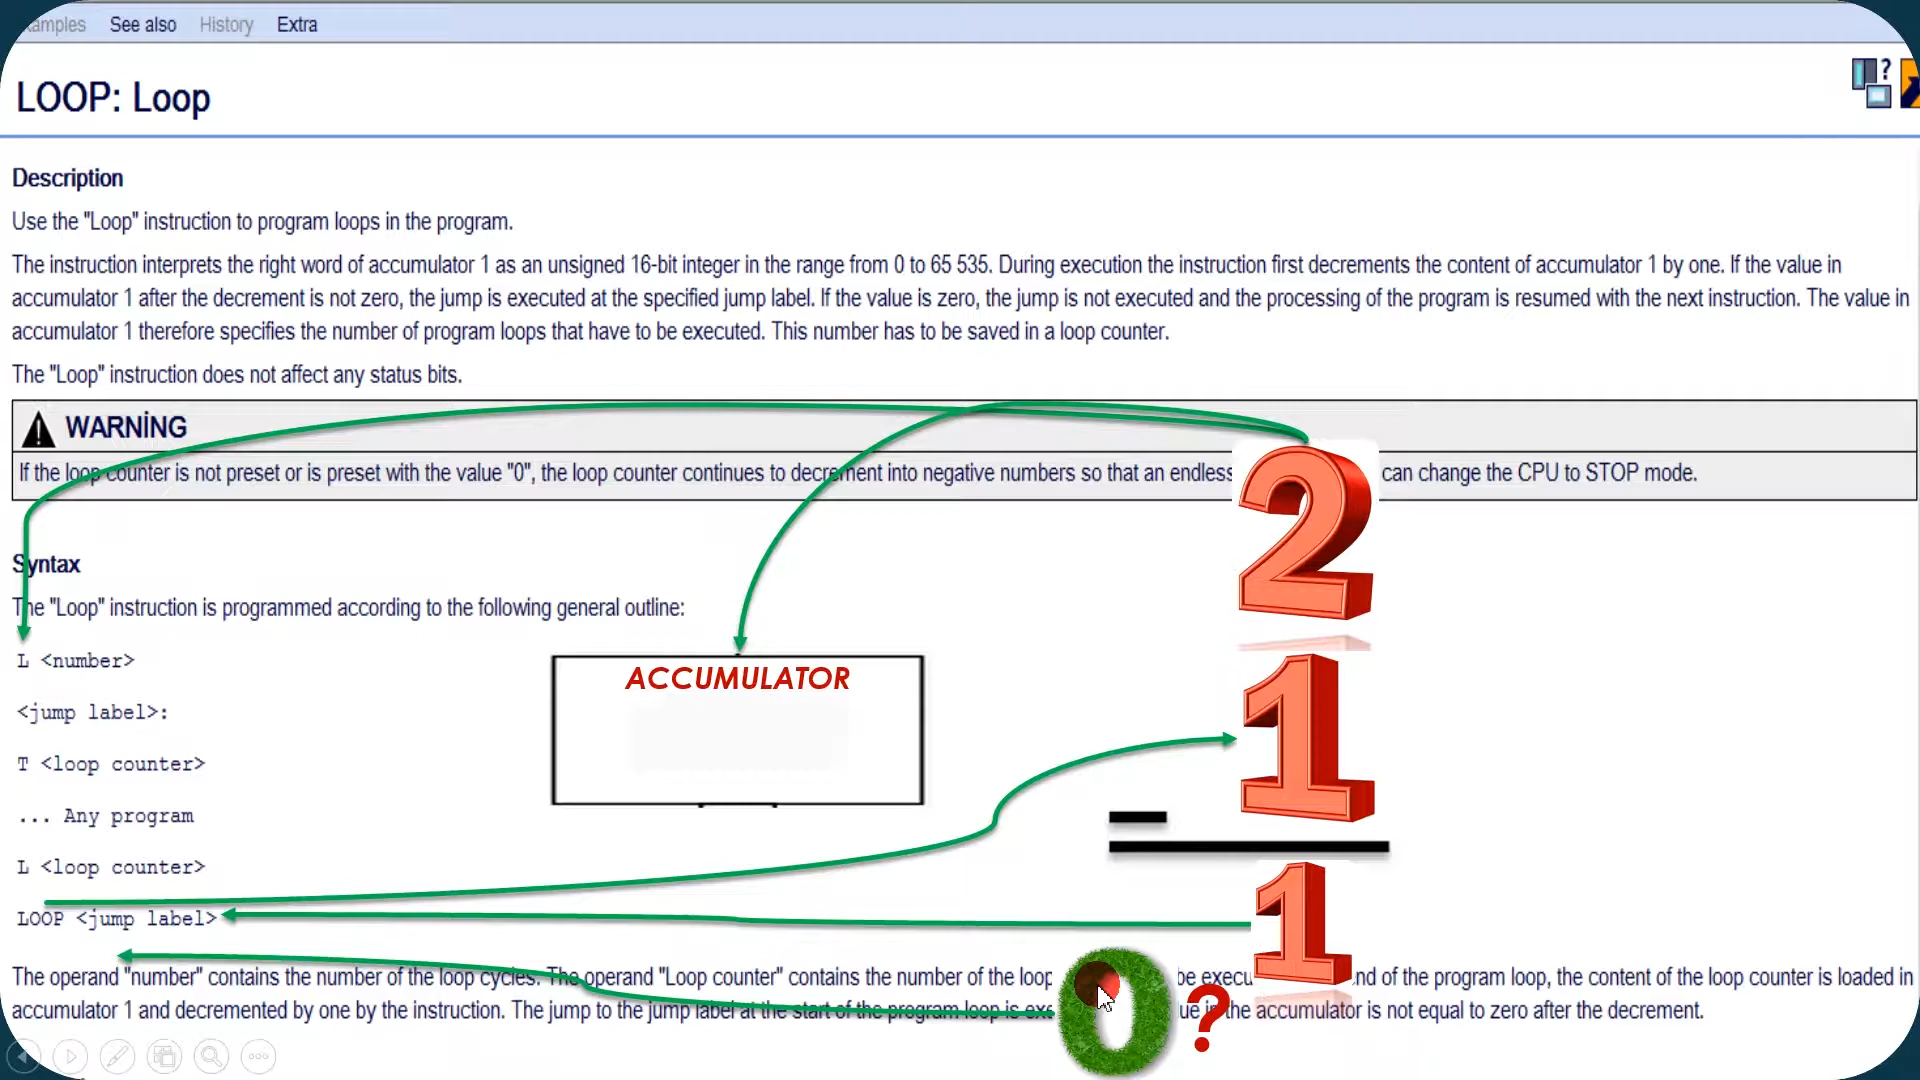 amples See also History Extra
LOOP: Loop
Description
Use the "Loop" instruction to program loops in the program.
The instruction interprets the right word of accumulator 1 as an unsigned 16-bit integer in the range from 0 to 65 535. During execution the instruction first decrements the content of accumulator 1 by one. If the value in
accumulator 1 after the decrement is not zero, the jump is executed at the specified jump label. If the value is zero, the jump is not executed and the processing of the program is resumed with the next instruction. The value in
accumulator 1 therefore specifies the number of program loops that have to be executed. This number has to be saved in a loop counter.
The "Loop" instruction does not affect any status bits.
WARNİNG
If the loop counter is not preset or is preset with the value "0", the loop counter continues to decrement into negative numbers so that an endless can change the CPU to STOP mode.
2
Syntax
The "Loop" instruction is programmed according to the following general outline:
L <number>
ACCUMULATOR
<jump label>:
1
T <loop counter>
... Any program
L <loop counter>
LOOP <jump label>
1
The operand "number" contains the number of the loop cycles. The operand "Loop counter" contains the number of the loop be execu nd of the program loop, the content of the loop counter is loaded in
accumulator 1 and decremented by one by the instruction. The jump to the jump label at the start of the program loop is exe ue in the accumulator is not equal to zero after the decrement.
0 ?